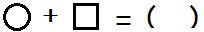 ○ + □ = ( )